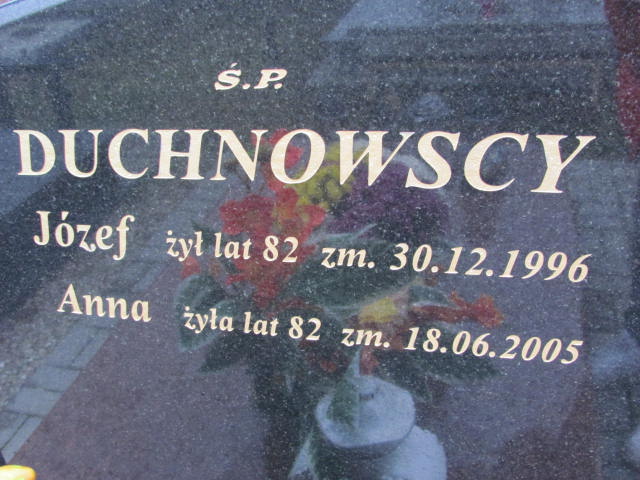 Ś.P.
DUCHNOWSCY
Józef żył lat 82 zm. 30.12.1996
Anna żyła lat 82 zm. 18.06.2005